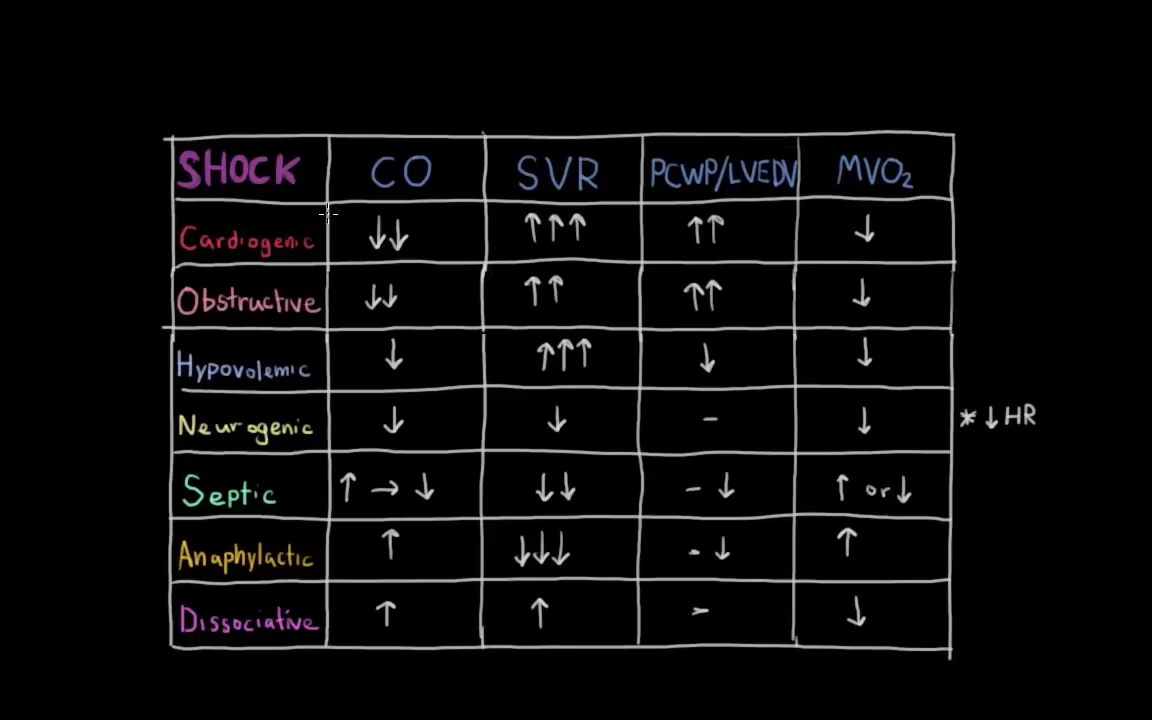 SHOCK CO SVR PCWP/LVEDV MVO₂
Cardiogenic ↓↓ ↑↑↑ ↑↑ ↓
Obstructive ↓↓ ↑↑ ↑↑ ↓
Hypovolemic ↓ ↑↑↑ ↓ ↓
Neurogenic ↓ ↓ - ↓ * ↓ HR
Septic ↑ → ↓ ↓↓ - ↓ ↑ or ↓
Anaphylactic ↑ ↓↓↓ - ↓ ↑
Dissociative ↑ ↑ - ↓